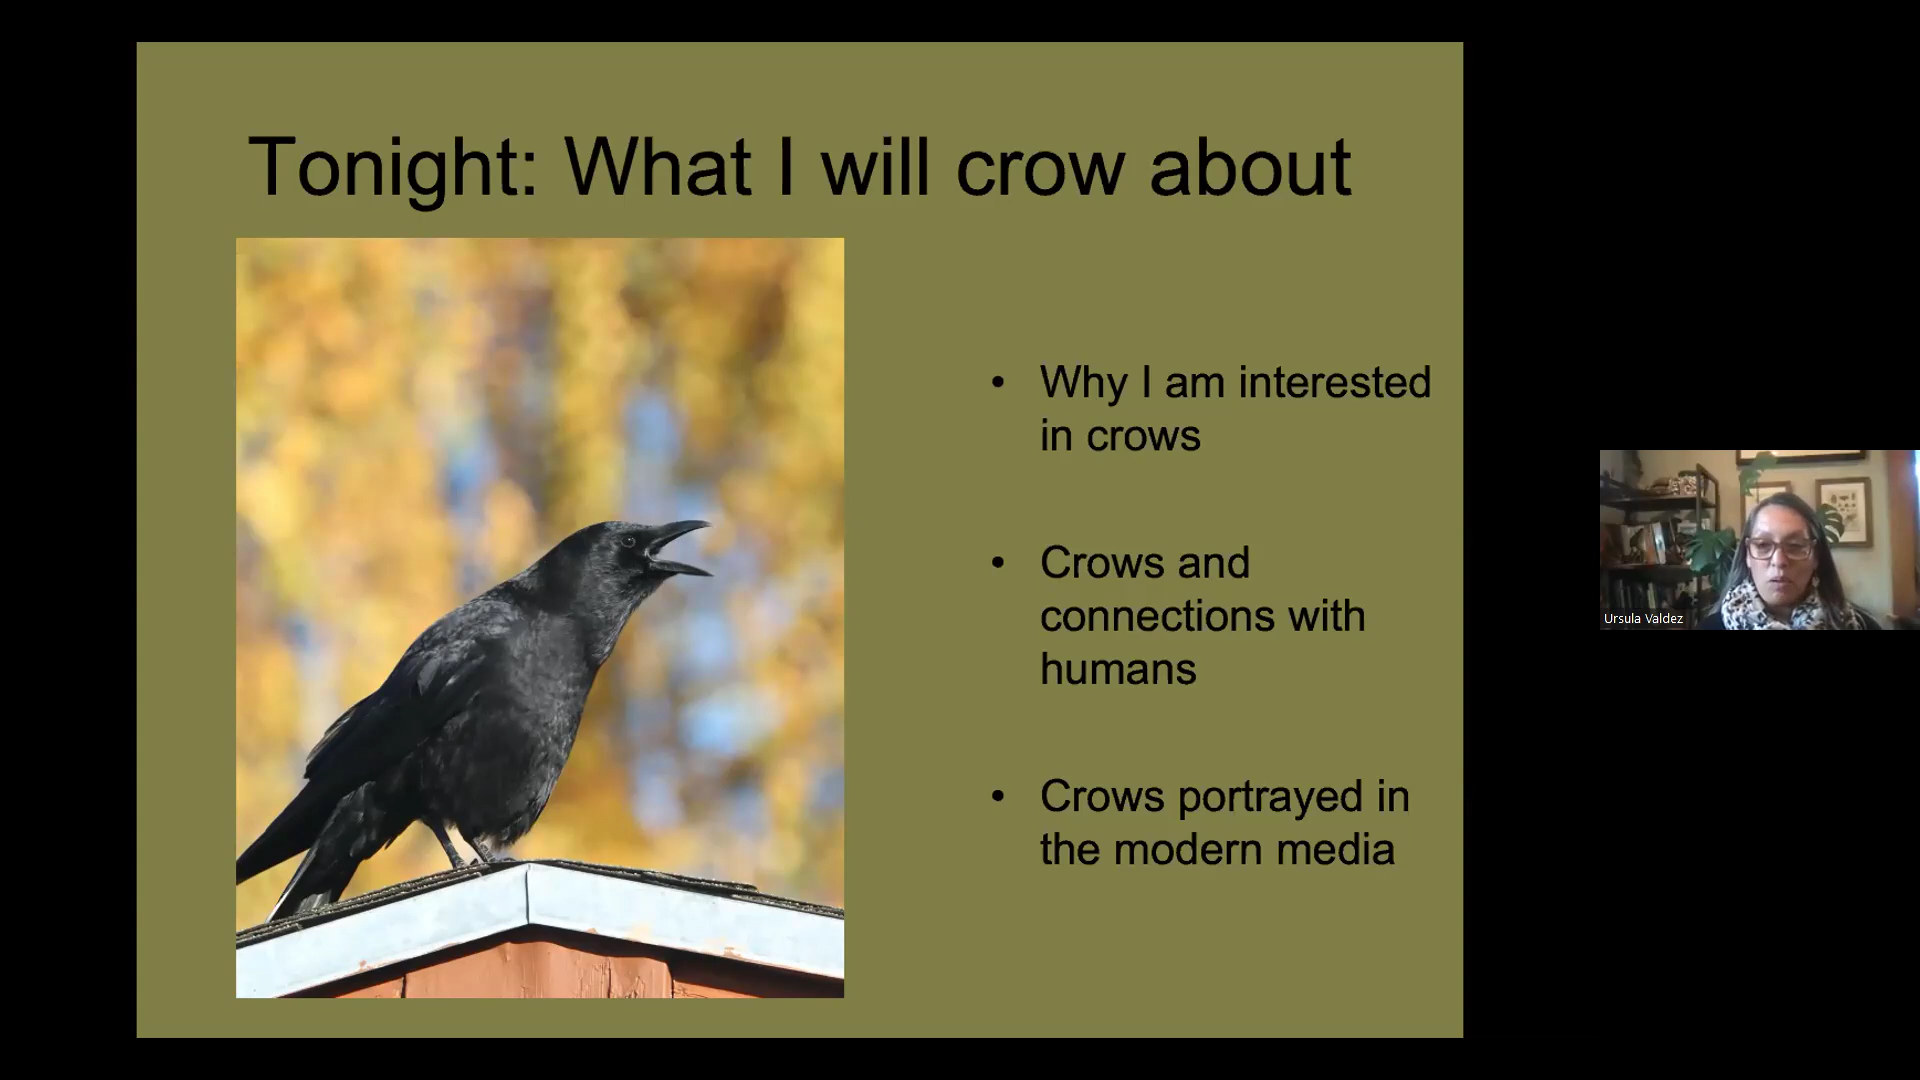 Tonight: What I will crow about
• Why I am interested
in crows
• Crows and
connections with
humans
• Crows portrayed in
the modern media
Ursula Valdez